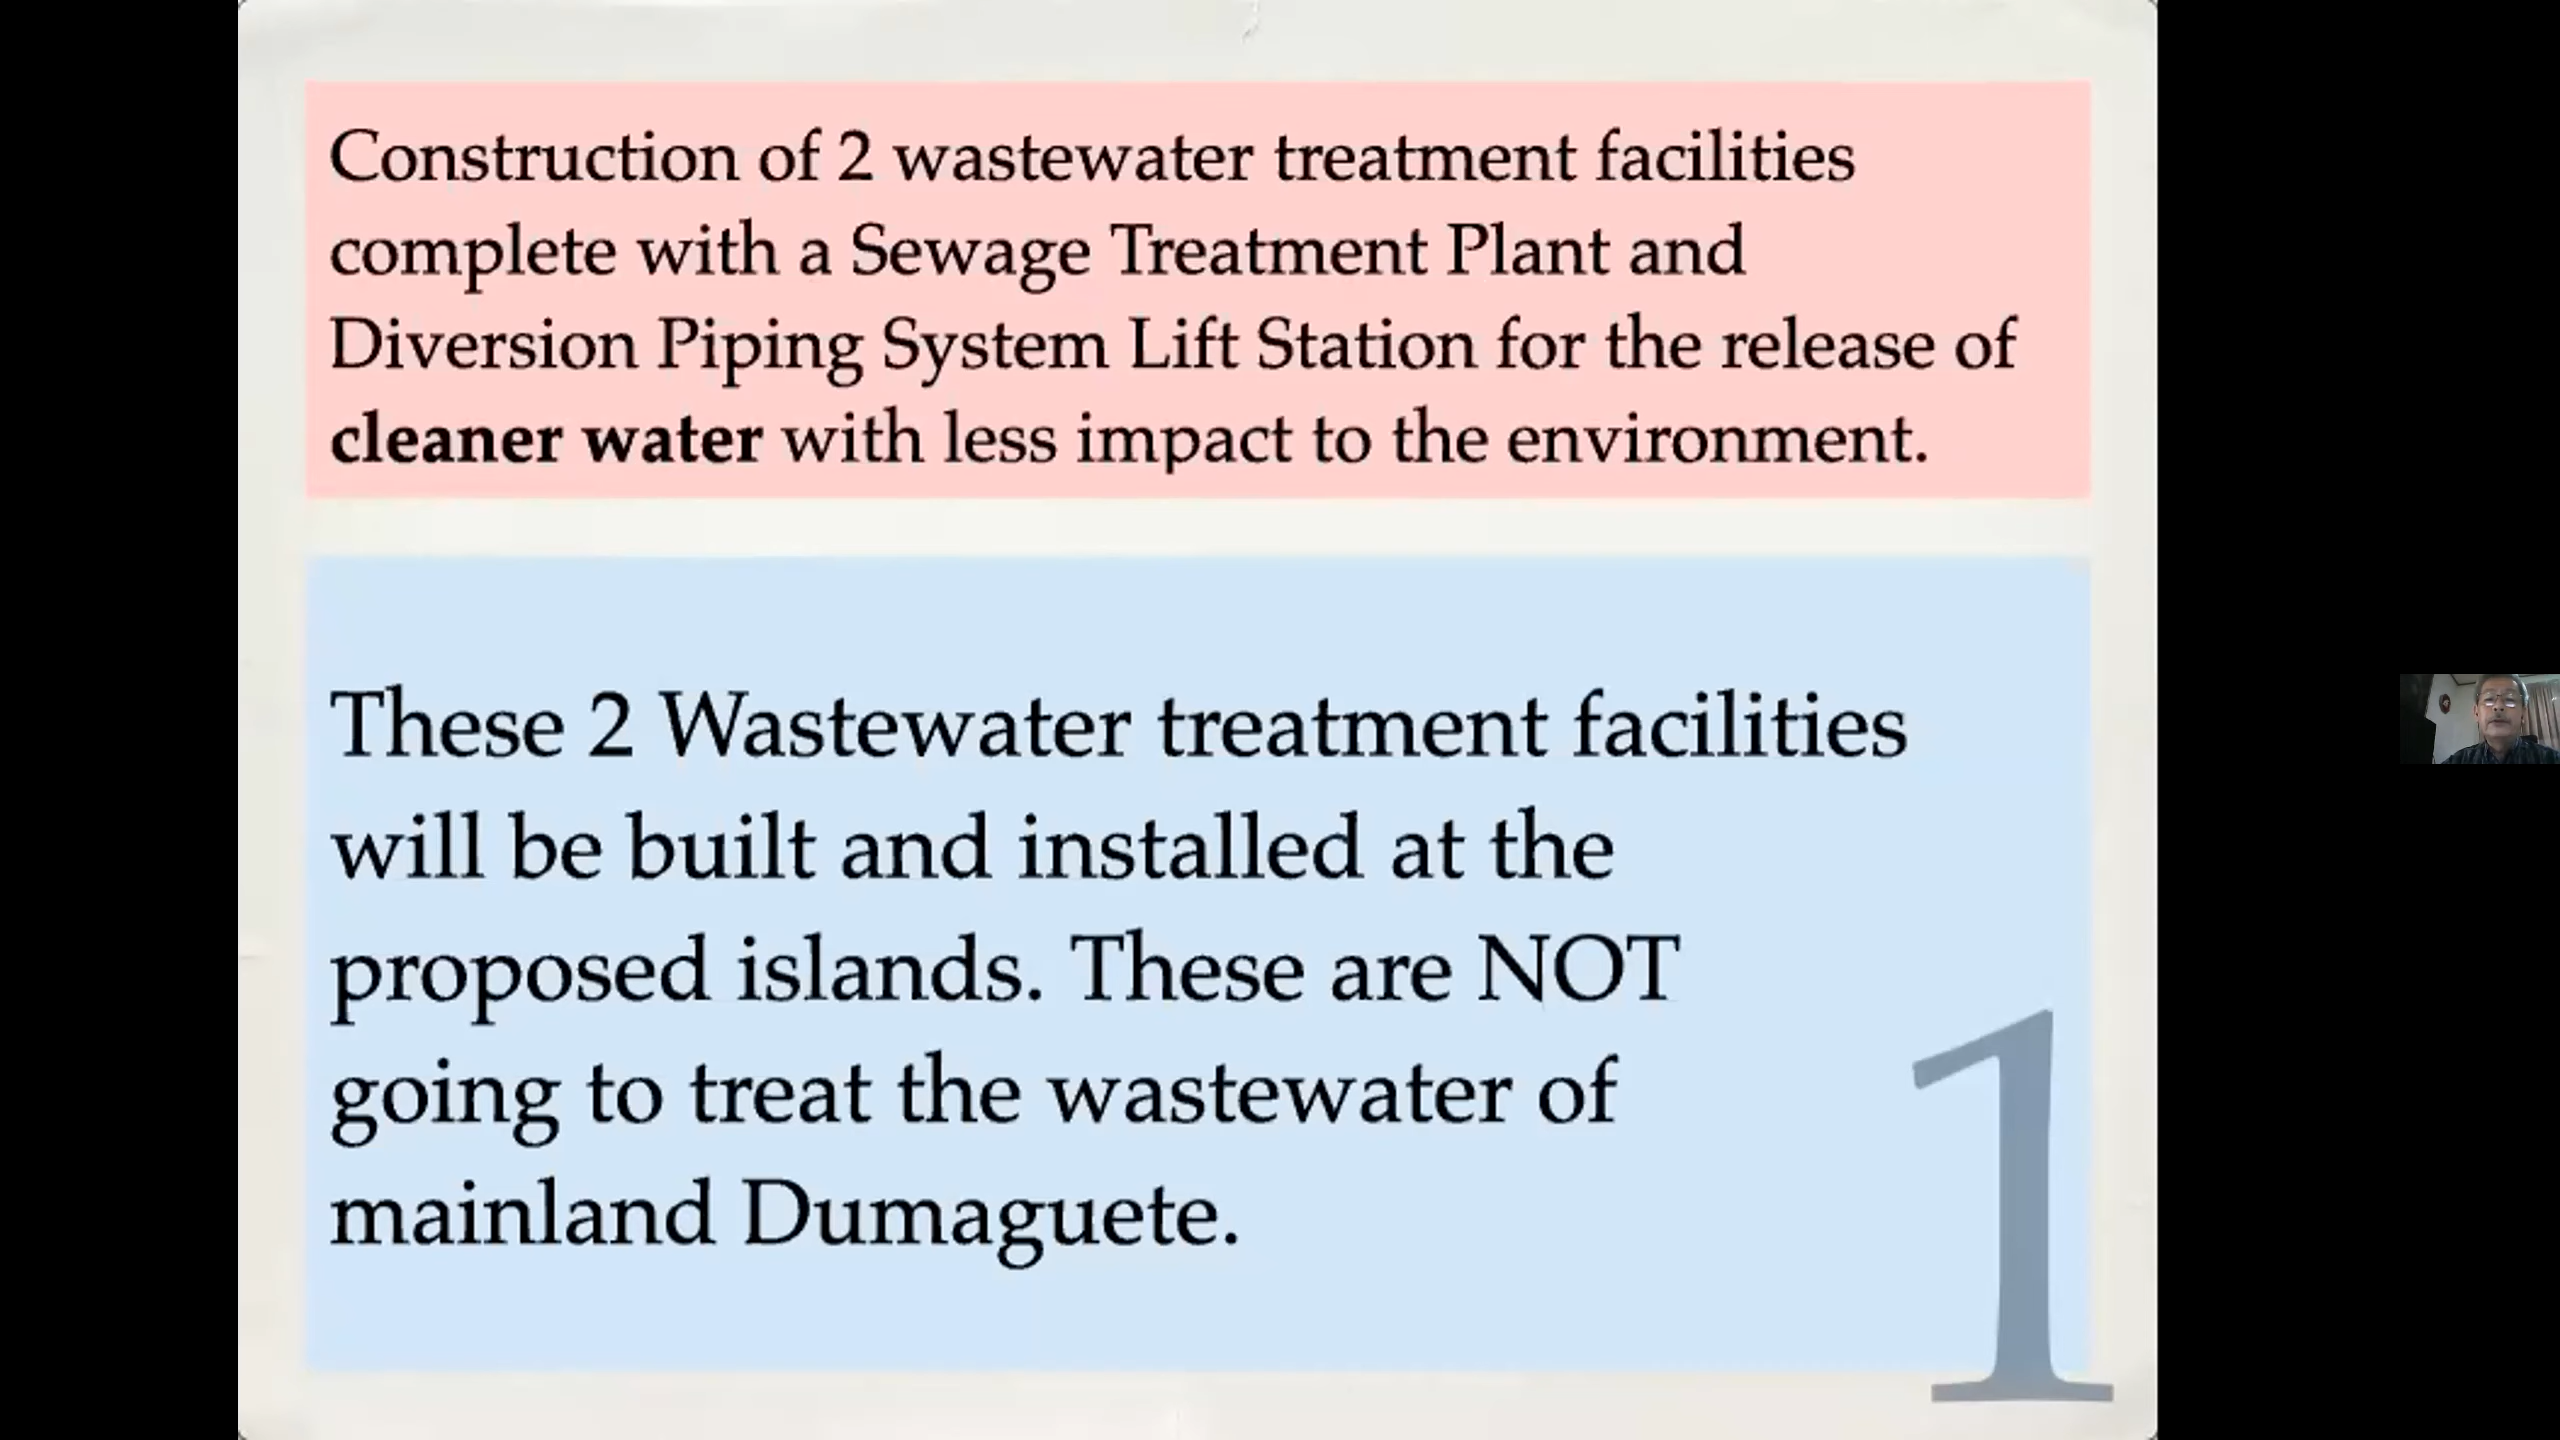 Construction of 2 wastewater treatment facilities
complete with a Sewage Treatment Plant and
Diversion Piping System Lift Station for the release of
cleaner water with less impact to the environment.
These 2 Wastewater treatment facilities
will be built and installed at the
proposed islands. These are NOT
going to treat the wastewater of
mainland Dumaguete.
1